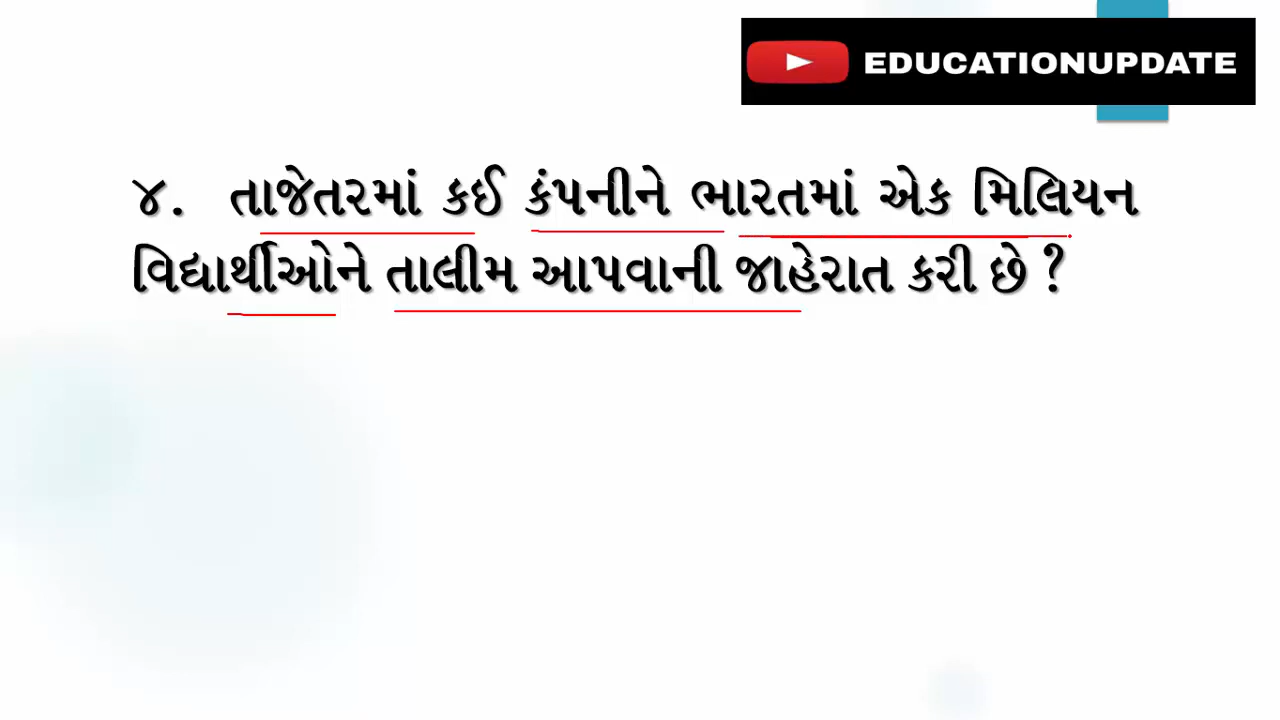 EDUCATIONUPDATE
૪. તાજેતરમાં કઈ કંપનીને ભારતમાં એક મિલિયન
વિદ્યાર્થીઓને તાલીમ આપવાની જાહેરાત કરી છે ?